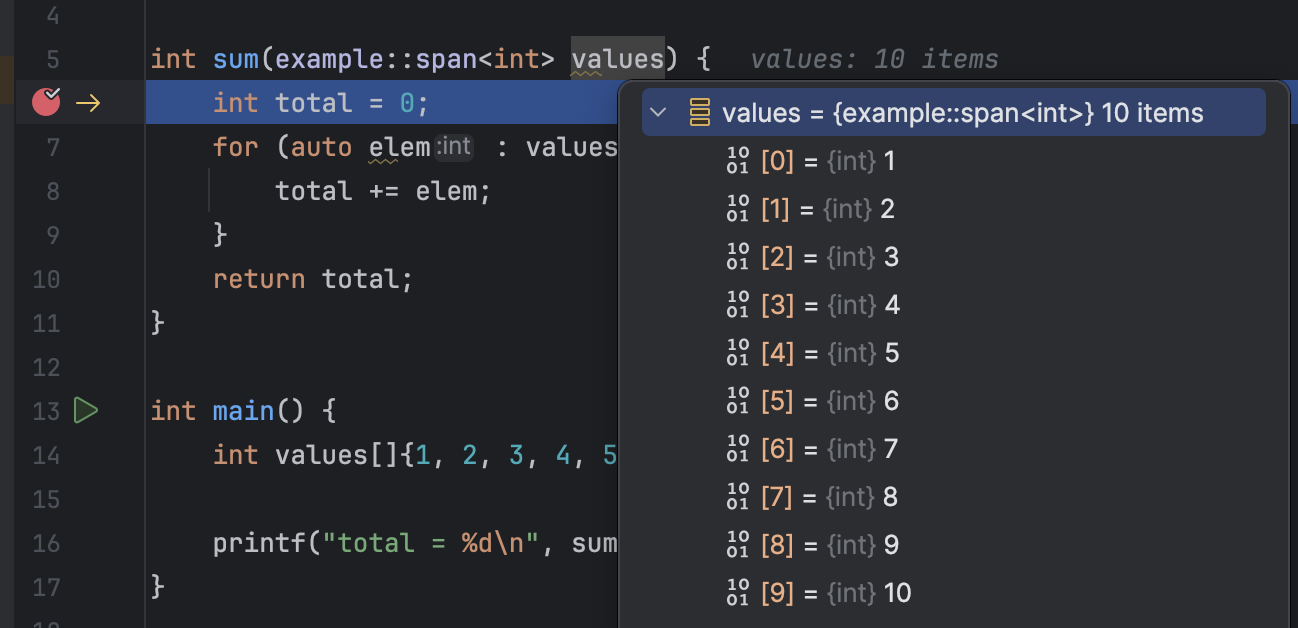 4
5 int sum(example::span<int> values) { values: 10 items
int total = 0;
7 for (auto elem :int : values
8 total += elem;
9 }
10 return total;
11 }
12
13 int main() {
14 int values[]{1, 2, 3, 4, 5
15
16 printf("total = %d\n", sum
17 }
values = {example::span<int>} 10 items
[0] = {int} 1
[1] = {int} 2
[2] = {int} 3
[3] = {int} 4
[4] = {int} 5
[5] = {int} 6
[6] = {int} 7
[7] = {int} 8
[8] = {int} 9
[9] = {int} 10